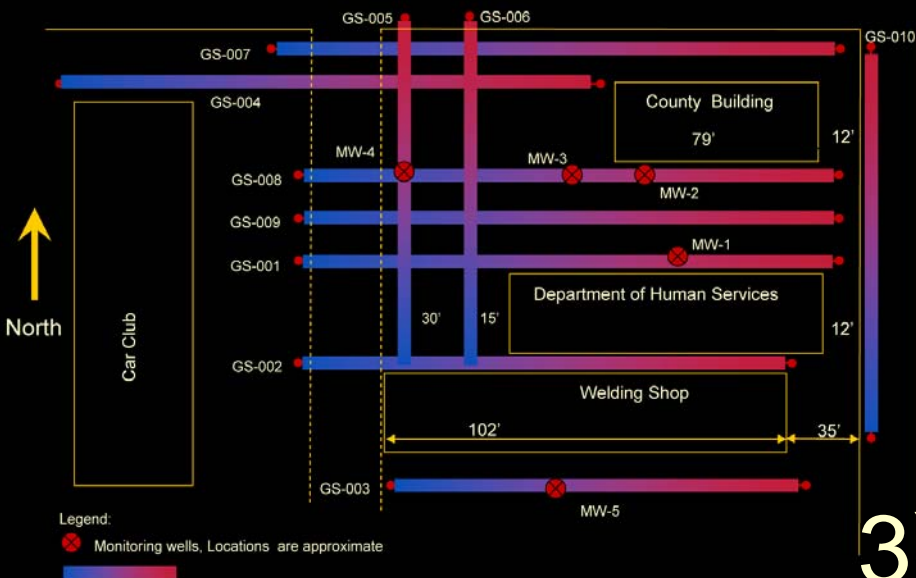 GS-005
GS-006
GS-010
GS-007
GS-004
County Building
79'
12'
MW-4
MW-3
GS-008
MW-2
GS-009
MW-1
GS-001
Department of Human Services
North
Car Club
30'
15'
12'
GS-002
Welding Shop
102'
35'
GS-003
MW-5
Legend:
Monitoring wells, Locations are approximate
3